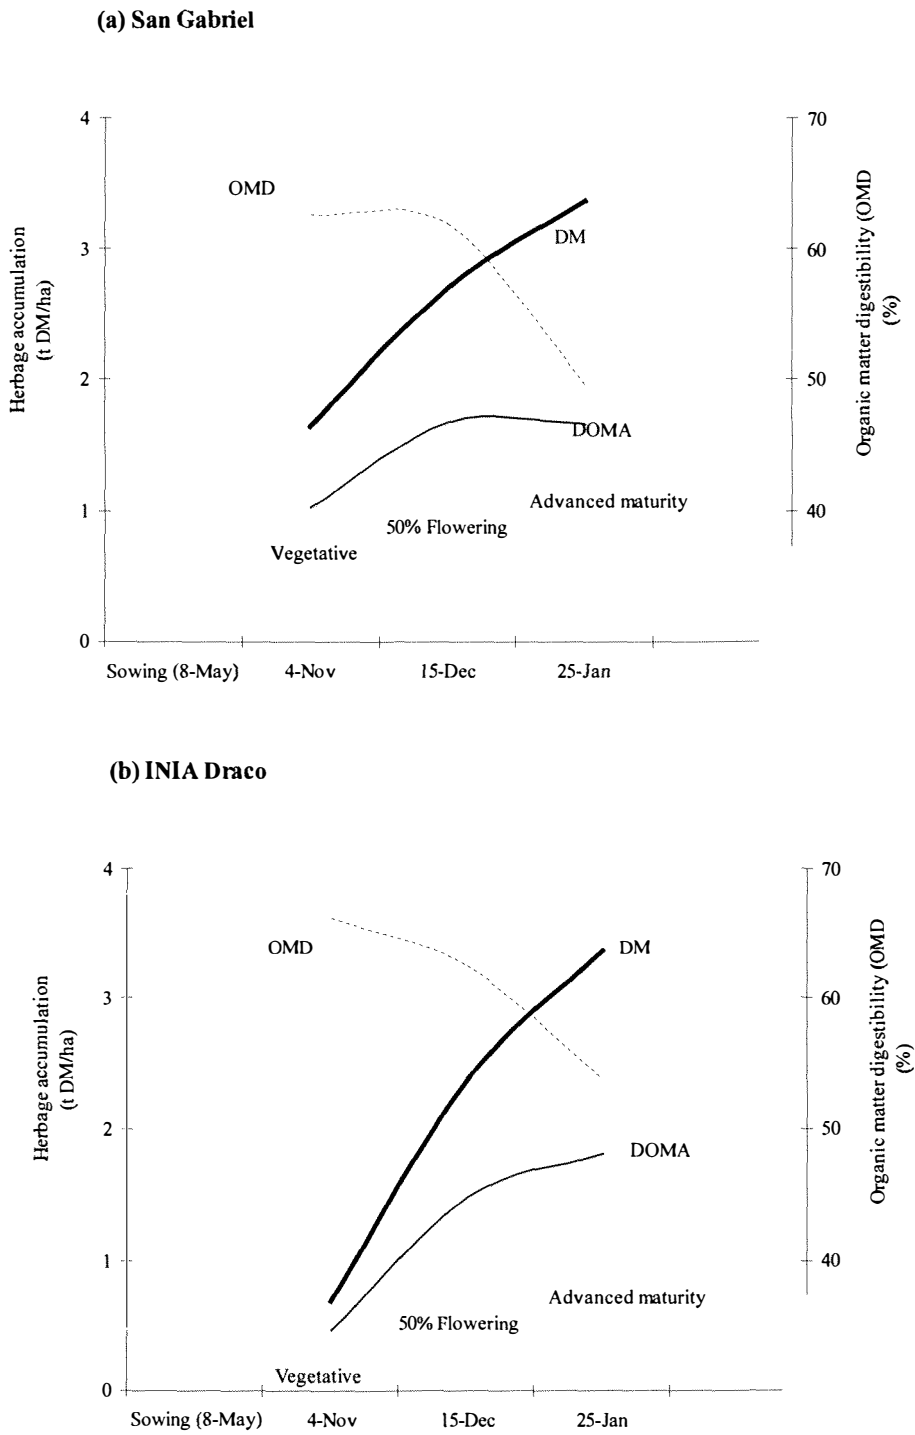 (a) San Gabriel
4
3
2
1
0
Herbage accumulation
(t DM/ha)
70
60
50
40
Organic matter digestibility (OMD
(%)
OMD
DM
DOMA
Advanced maturity
50% Flowering
Vegetative
Sowing (8-May) 4-Nov 15-Dec 25-Jan
(b) INIA Draco
4
3
2
1
0
Herbage accumulation
(t DM/ha)
70
60
50
40
Organic matter digestibility (OMD
(%)
OMD
DM
DOMA
Advanced maturity
50% Flowering
Vegetative
Sowing (8-May) 4-Nov 15-Dec 25-Jan